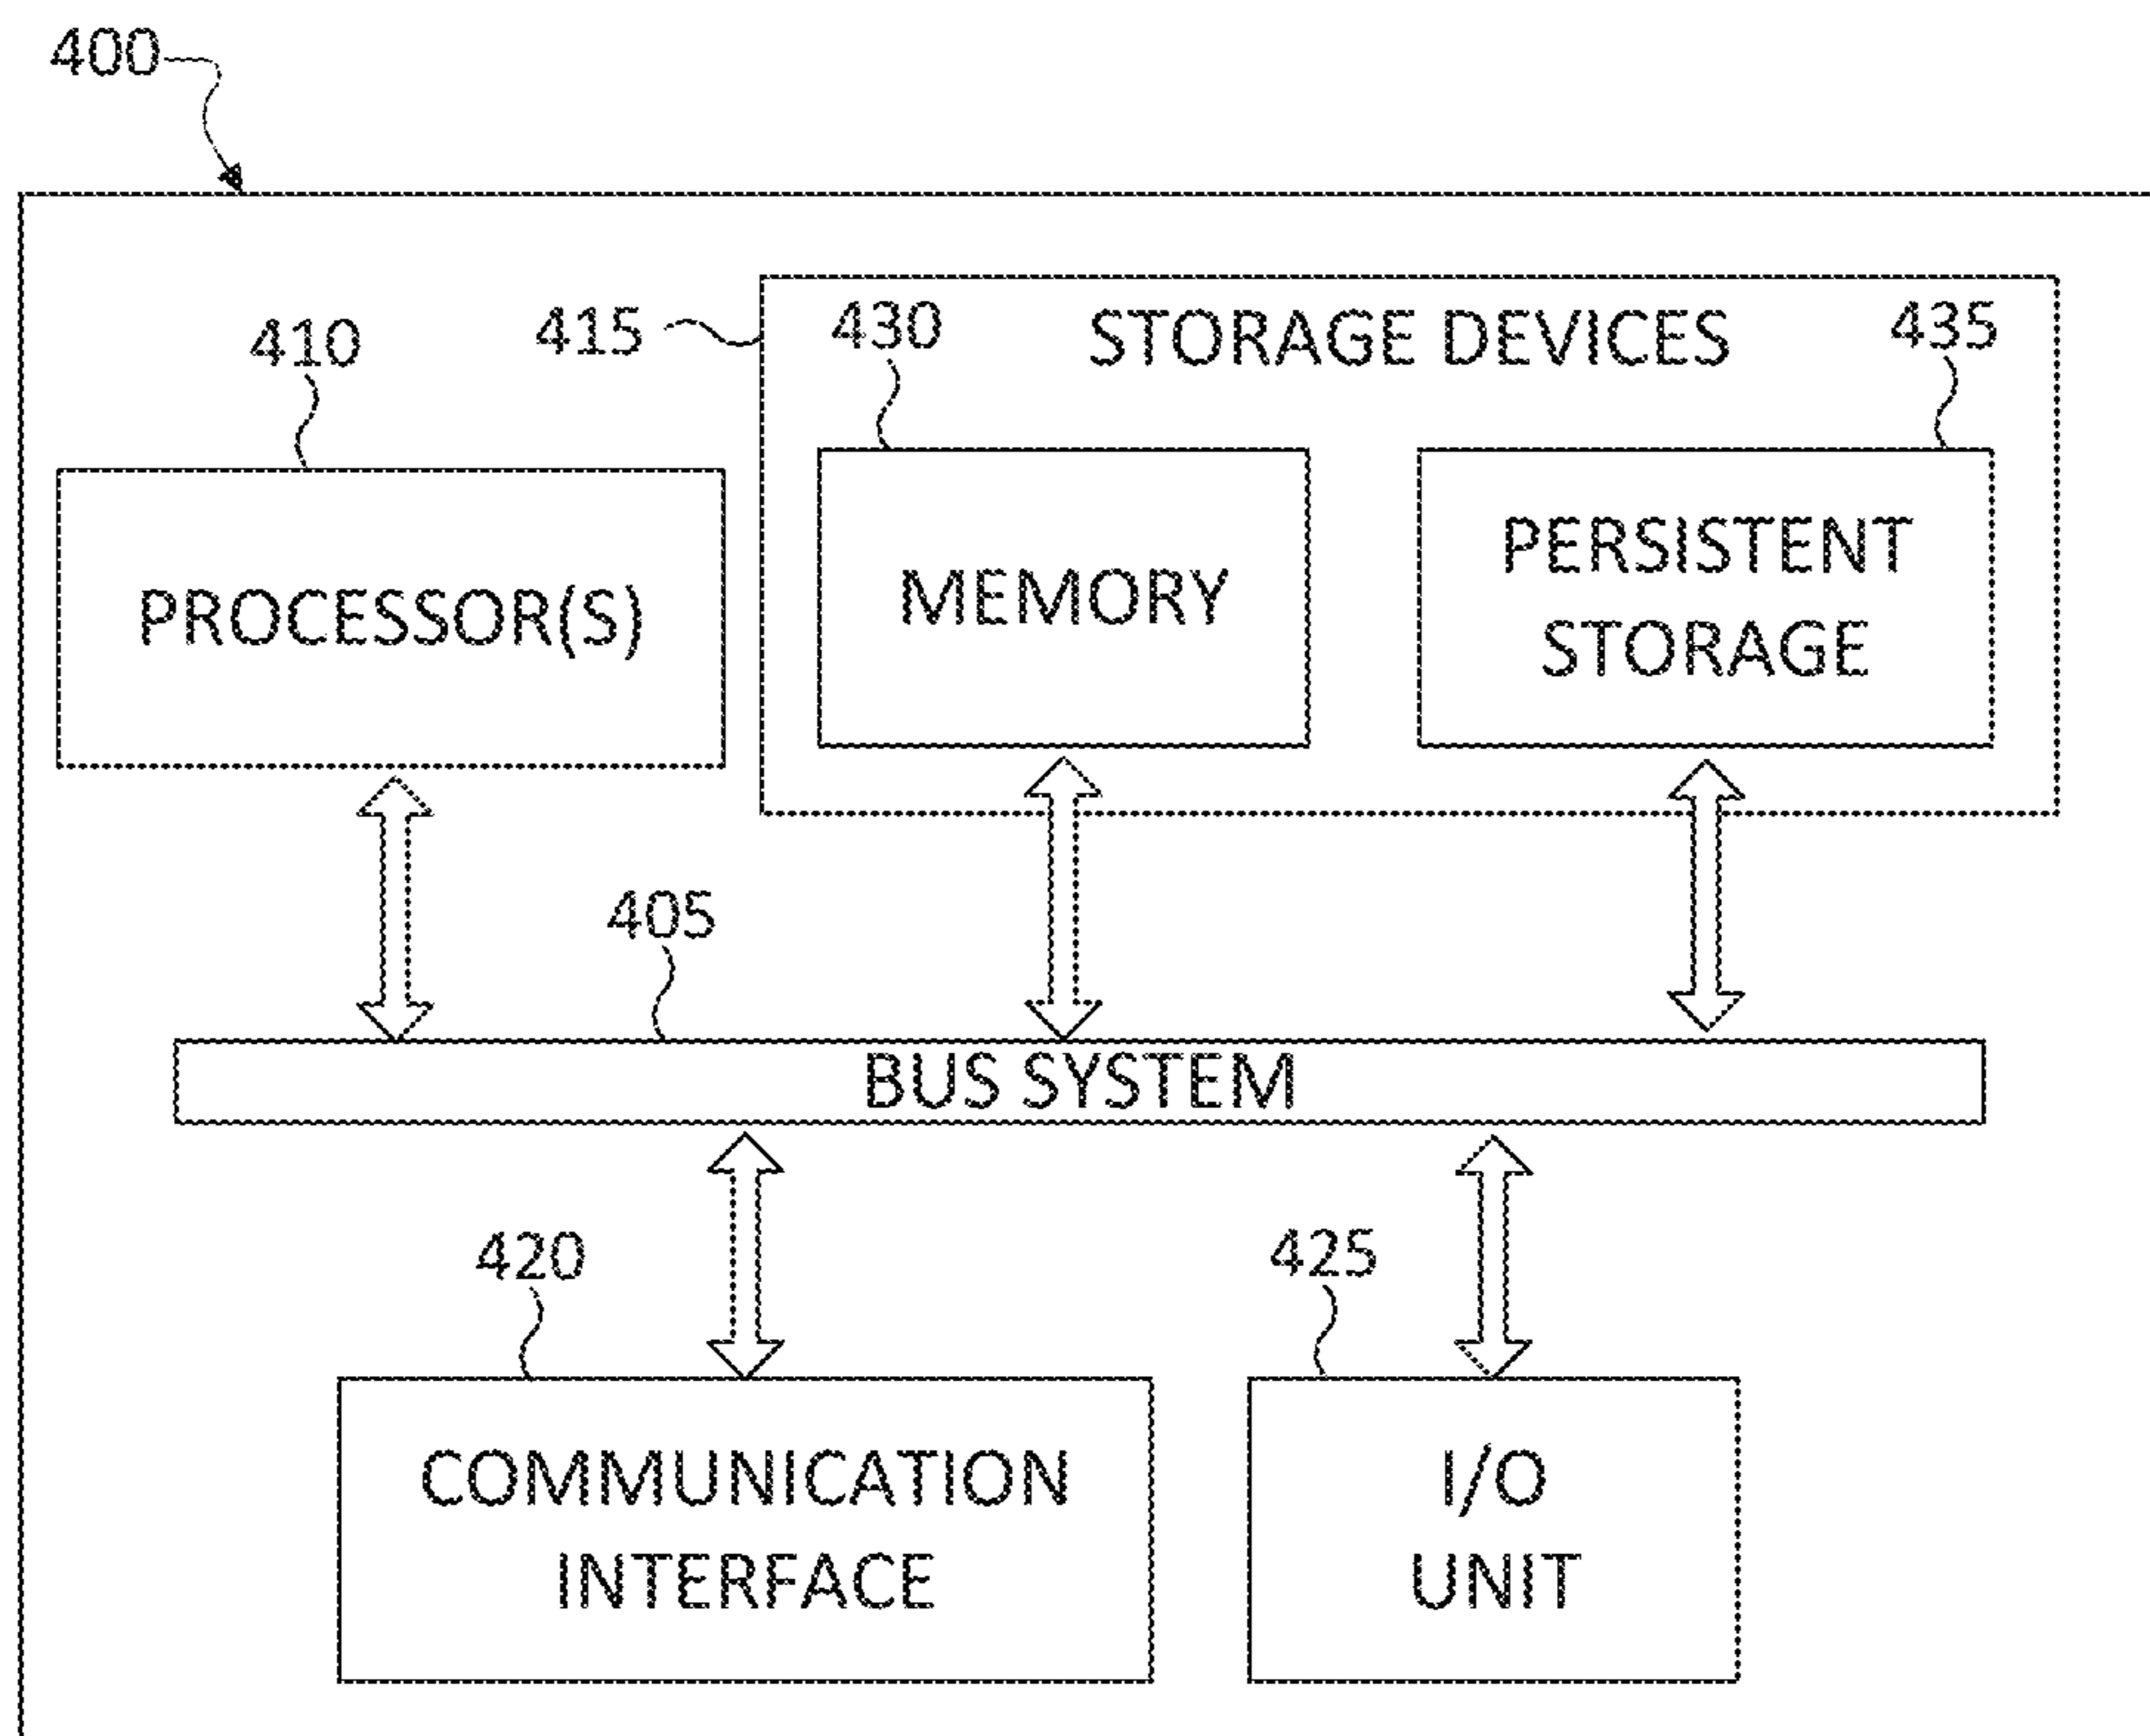 400
410
415
430
STORAGE DEVICES
435
PROCESSOR(S)
MEMORY
PERSISTENT
STORAGE
405
BUS SYSTEM
420
425
COMMUNICATION
INTERFACE
I/O
UNIT